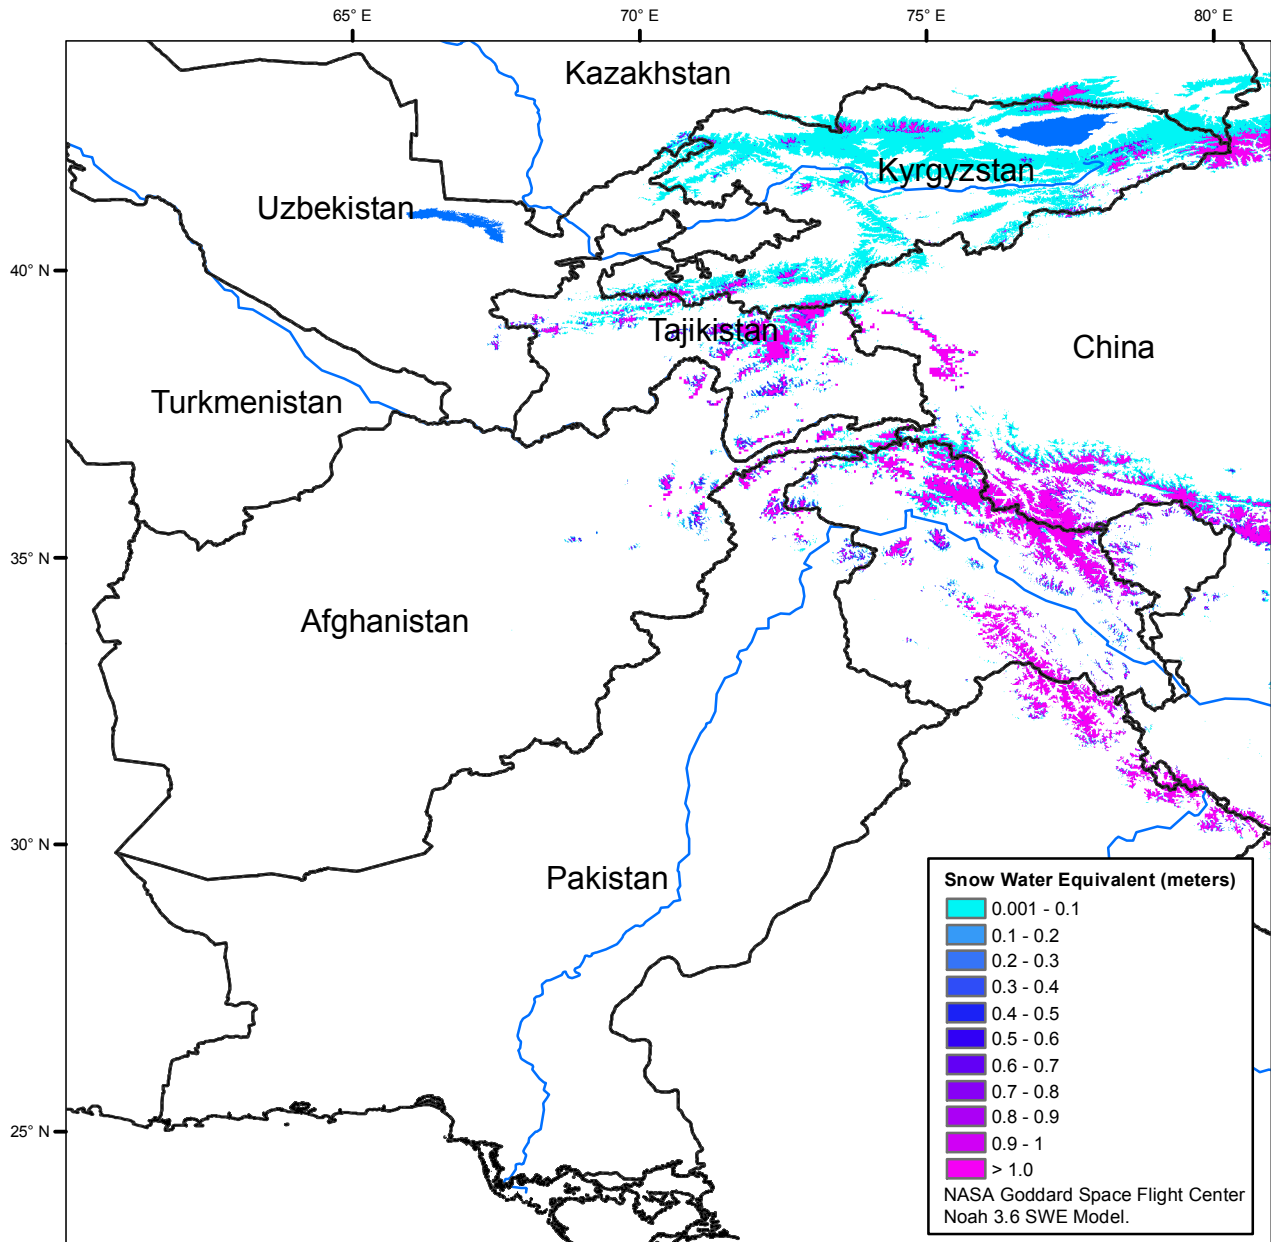 65° E
70° E
75° E
80° E
Kazakhstan
Kyrgyzstan
Uzbekistan
40° N
Tajikistan
China
Turkmenistan
35° N
Afghanistan
30° N
Pakistan
25° N
Snow Water Equivalent (meters)
0.001 - 0.1
0.1 - 0.2
0.2 - 0.3
0.3 - 0.4
0.4 - 0.5
0.5 - 0.6
0.6 - 0.7
0.7 - 0.8
0.8 - 0.9
0.9 - 1
> 1.0
NASA Goddard Space Flight Center
Noah 3.6 SWE Model.